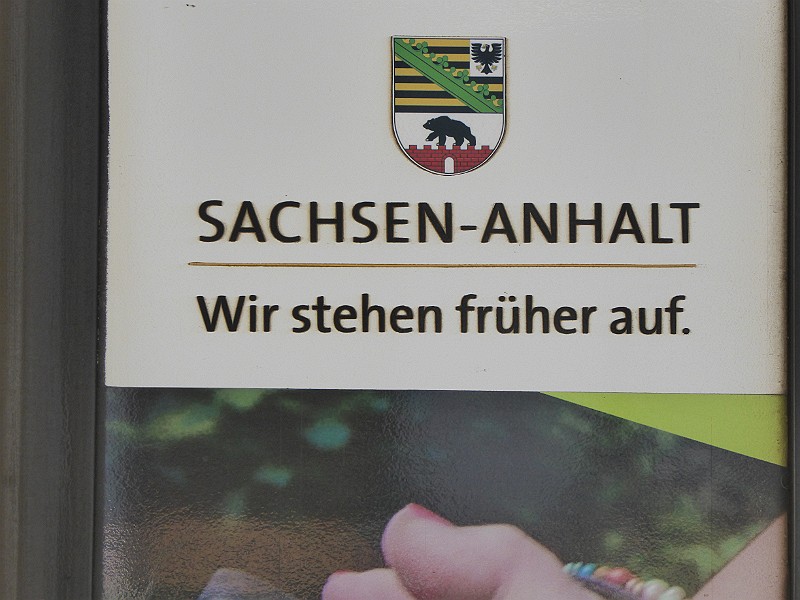 SACHSEN-ANHALT
Wir stehen früher auf.